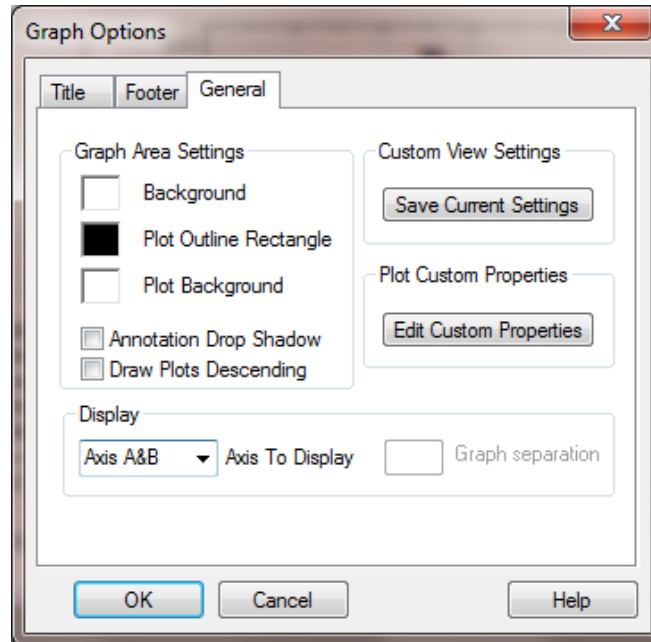 Graph Options
Title Footer General
Graph Area Settings
Background
Plot Outline Rectangle
Plot Background
Annotation Drop Shadow
Draw Plots Descending
Custom View Settings
Save Current Settings
Plot Custom Properties
Edit Custom Properties
Display
Axis A&B Axis To Display Graph separation
OK Cancel Help